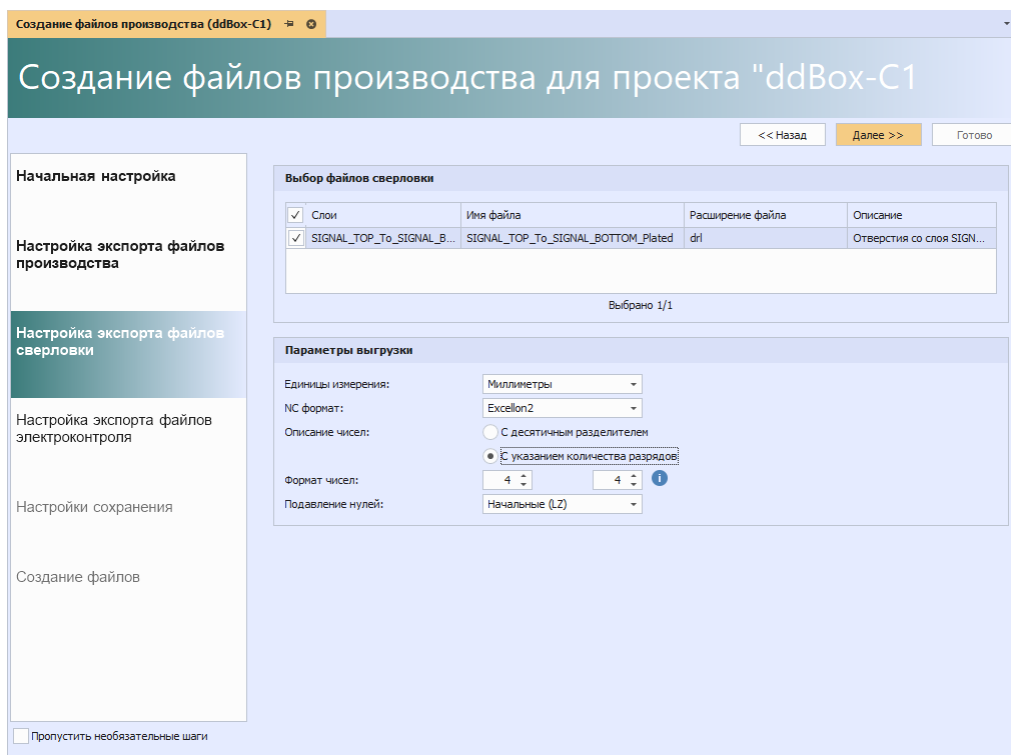 Создание файлов производства (ddBox-C1)
Создание файлов производства для проекта "ddBox-C1
<< Назад
Далее >>
Готово
Начальная настройка
Настройка экспорта файлов
производства
Настройка экспорта файлов
сверловки
Настройка экспорта файлов
электроконтроля
Настройки сохранения
Создание файлов
Пропустить необязательные шаги
Выбор файлов сверловки
Слои Имя файла Расширение файла Описание
SIGNAL_TOP_To_SIGNAL_B... SIGNAL_TOP_To_SIGNAL_BOTTOM_Plated drl Отверстия со слоя SIGN...
Выбрано 1/1
Параметры выгрузки
Единицы измерения: Миллиметры
NC формат: Excellon2
Описание чисел: С десятичным разделителем
С указанием количества разрядов
Формат чисел: 4 4 i
Подавление нулей: Начальные (LZ)